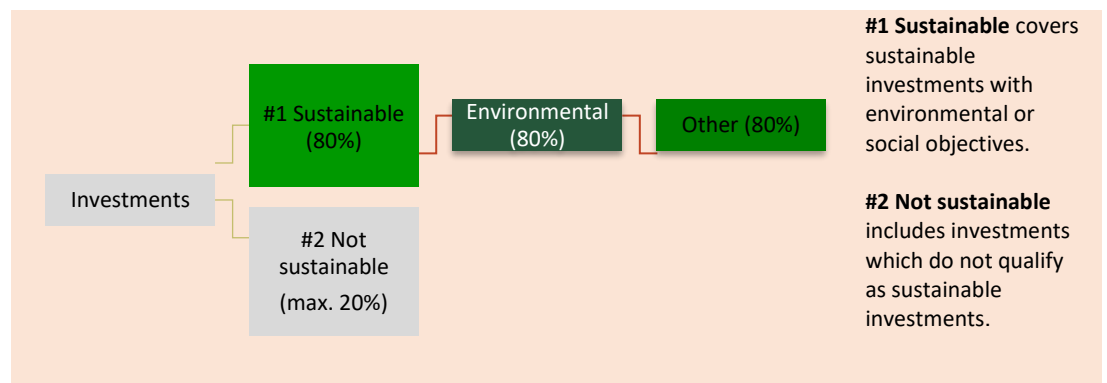 Investments
#1 Sustainable
(80%)
#2 Not
sustainable
(max. 20%)
Environmental
(80%)
Other (80%)
#1 Sustainable covers
sustainable
investments with
environmental or
social objectives.
#2 Not sustainable
includes investments
which do not qualify
as sustainable
investments.